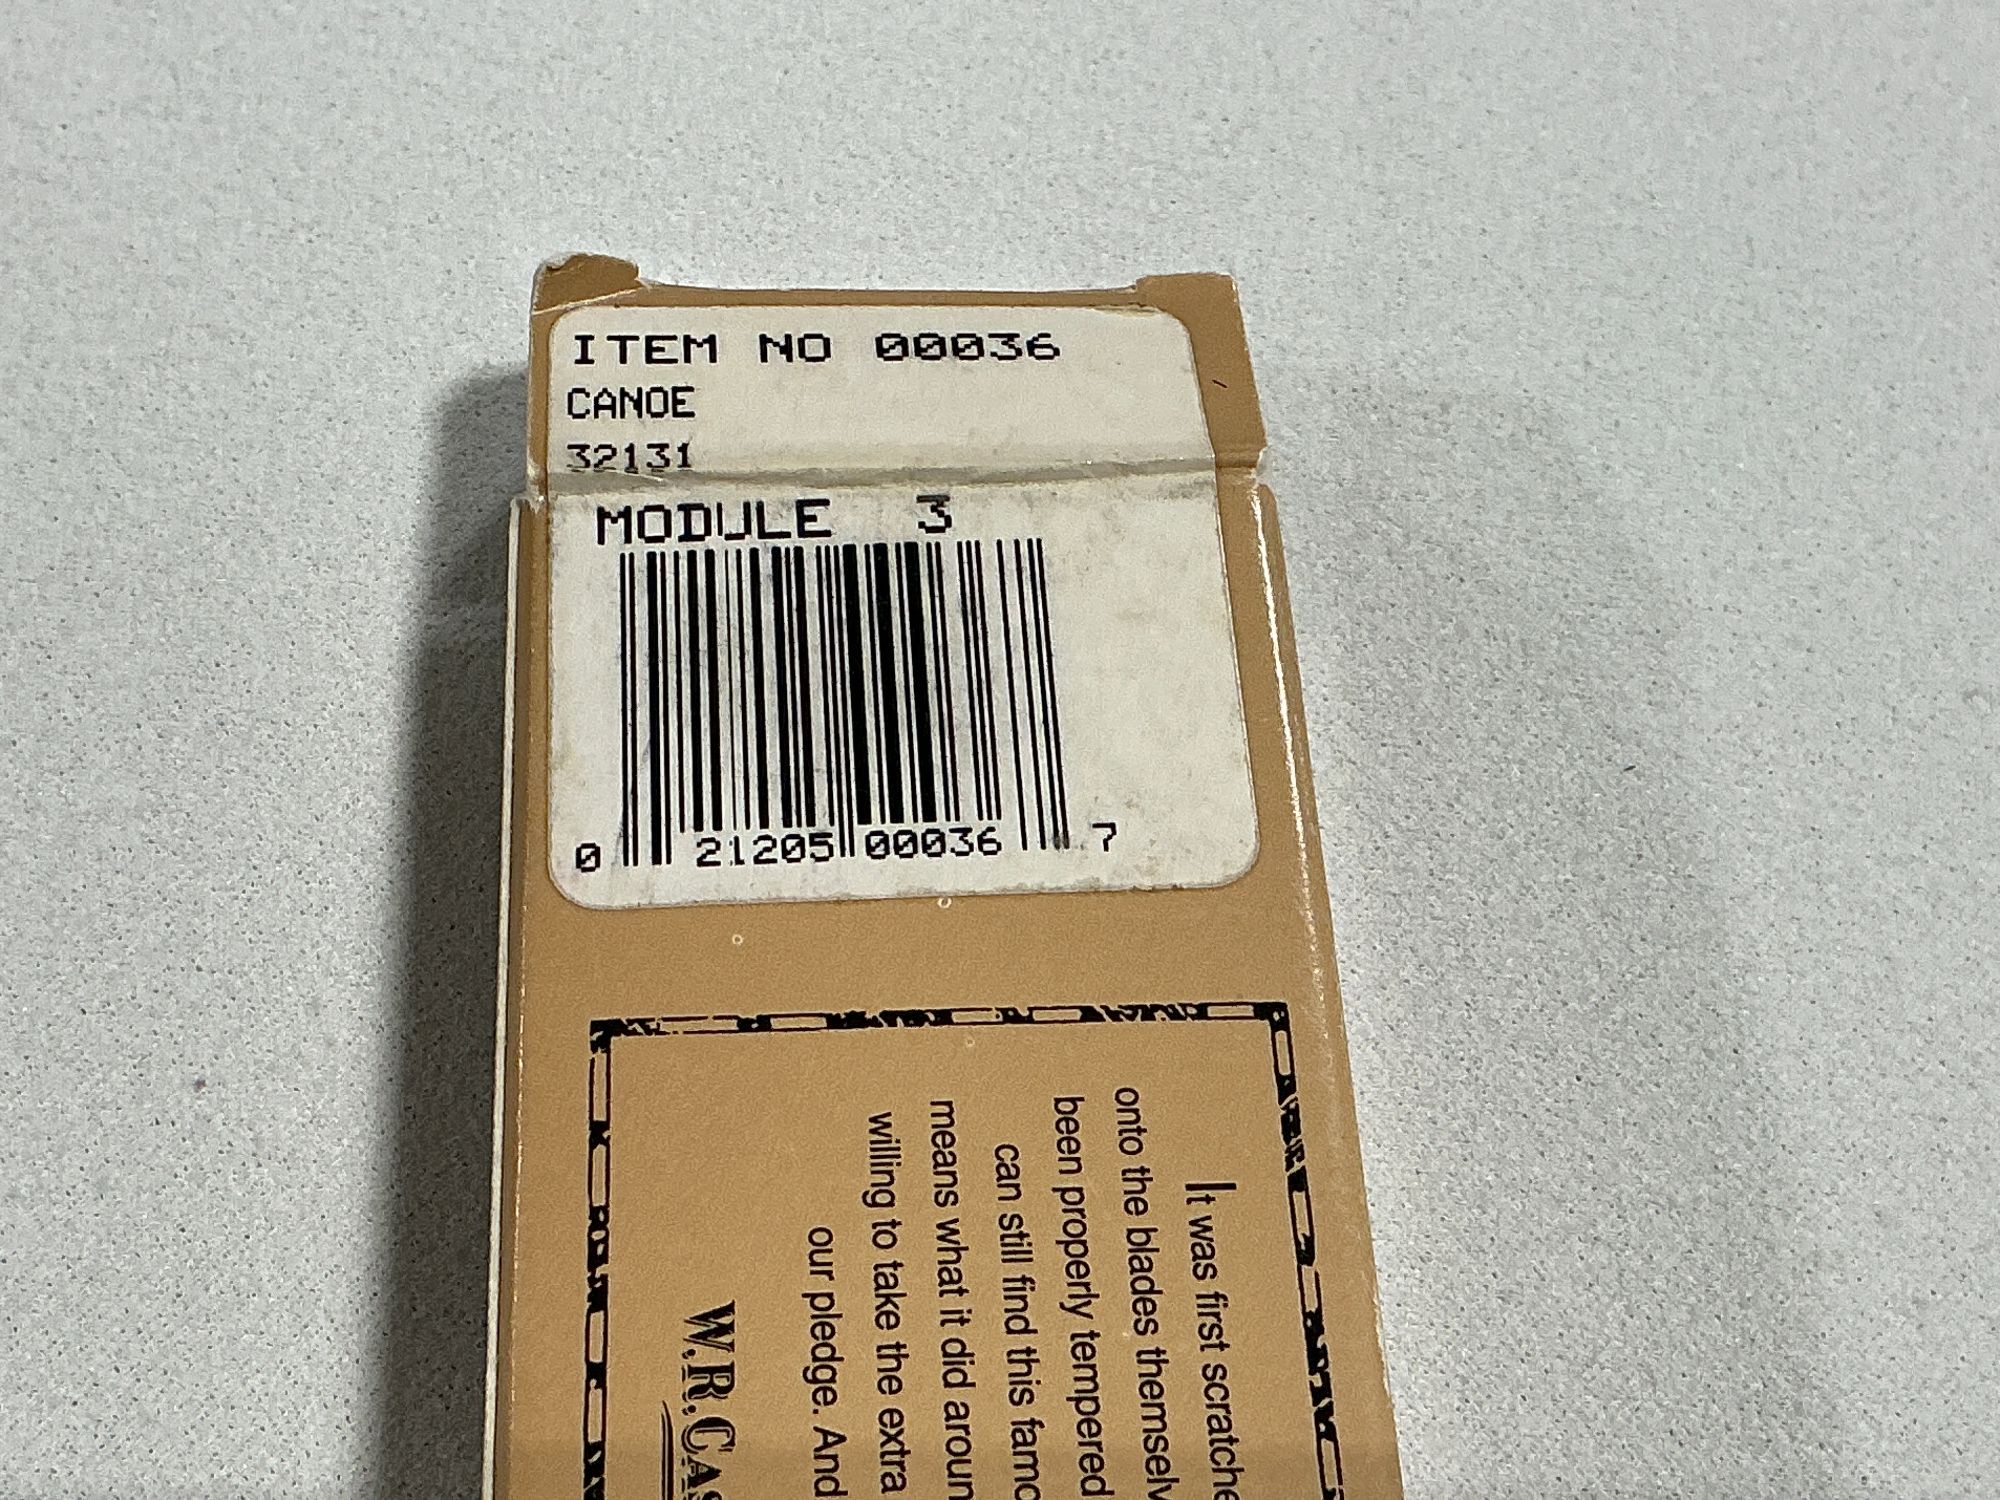 ITEM NO 00036
CANOE
32131
MODULE 3
0 21205 00036 7
It was first scratche
onto the blades themselv
been properly tempered
can still find this famo
means what it did aroun
willing to take the extra
our pledge. And
W.R. CAS